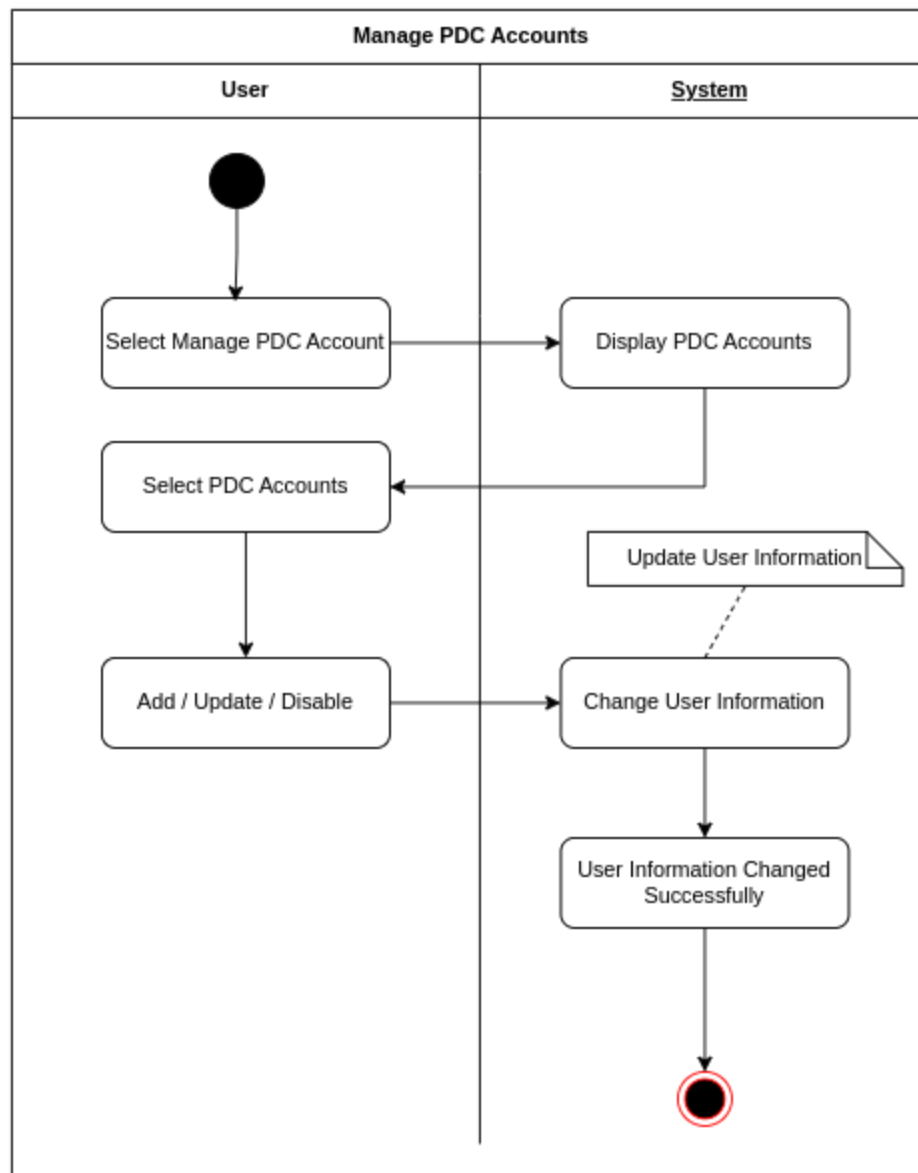 Manage PDC Accounts
User
System
Select Manage PDC Account
Display PDC Accounts
Select PDC Accounts
Update User Information
Add / Update / Disable
Change User Information
User Information Changed
Successfully